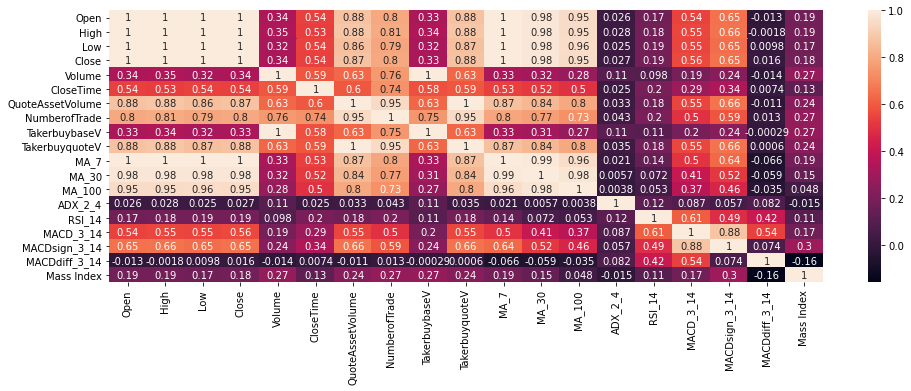 Open 1 1 1 1 0.34 0.54 0.88 0.8 0.33 0.88 1 0.98 0.95 0.026 0.17 0.54 0.65 -0.013 0.19 1.0
High 1 1 1 1 0.35 0.53 0.88 0.81 0.34 0.88 1 0.98 0.95 0.028 0.18 0.55 0.66 -0.0018 0.19
Low 1 1 1 1 0.32 0.54 0.86 0.79 0.32 0.87 1 0.98 0.96 0.025 0.19 0.55 0.65 0.0098 0.17
Close 1 1 1 1 0.34 0.54 0.87 0.8 0.33 0.88 1 0.98 0.95 0.027 0.19 0.56 0.65 0.016 0.18 0.8
Volume 0.34 0.35 0.32 0.34 1 0.59 0.63 0.76 1 0.63 0.33 0.32 0.28 0.11 0.098 0.19 0.24 -0.014 0.27
CloseTime 0.54 0.53 0.54 0.54 0.59 1 0.6 0.74 0.58 0.59 0.53 0.52 0.5 0.025 0.2 0.29 0.34 0.0074 0.13
QuoteAssetVolume 0.88 0.88 0.86 0.87 0.63 0.6 1 0.95 0.63 1 0.87 0.84 0.8 0.033 0.18 0.55 0.66 -0.011 0.24 0.6
NumberofTrade 0.8 0.81 0.79 0.8 0.76 0.74 0.95 1 0.75 0.95 0.8 0.77 0.73 0.043 0.2 0.5 0.59 0.013 0.27
TakerbuybaseV 0.33 0.34 0.32 0.33 1 0.58 0.63 0.75 1 0.63 0.33 0.31 0.27 0.11 0.11 0.2 0.24 -0.00029 0.27
TakerbuyquoteV 0.88 0.88 0.87 0.88 0.63 0.59 1 0.95 0.63 1 0.87 0.84 0.8 0.035 0.18 0.55 0.66 0.0006 0.24
MA_7 1 1 1 1 0.33 0.53 0.87 0.8 0.33 0.87 1 0.99 0.96 0.021 0.14 0.5 0.64 -0.066 0.19 0.4
MA_30 0.98 0.98 0.98 0.98 0.32 0.52 0.84 0.77 0.31 0.84 0.99 1 0.98 0.0057 0.072 0.41 0.52 -0.059 0.15
MA_100 0.95 0.95 0.96 0.95 0.28 0.5 0.8 0.73 0.27 0.8 0.96 0.98 1 0.0038 0.053 0.37 0.46 -0.035 0.048
ADX_2_4 0.026 0.028 0.025 0.027 0.11 0.025 0.033 0.043 0.11 0.035 0.021 0.0057 0.0038 1 0.12 0.087 0.057 0.082 -0.015 0.2
RSI_14 0.17 0.18 0.19 0.19 0.098 0.2 0.18 0.2 0.11 0.18 0.14 0.072 0.053 0.12 1 0.61 0.49 0.42 0.11
MACD_3_14 0.54 0.55 0.55 0.56 0.19 0.29 0.55 0.5 0.2 0.55 0.5 0.41 0.37 0.087 0.61 1 0.88 0.54 0.17
MACDsign_3_14 0.65 0.66 0.65 0.65 0.24 0.34 0.66 0.59 0.24 0.66 0.64 0.52 0.46 0.057 0.49 0.88 1 0.074 0.3 0.0
MACDdiff_3_14 -0.013 -0.0018 0.0098 0.016 -0.014 0.0074 -0.011 0.013 -0.00029 0.0006 -0.066 -0.059 -0.035 0.082 0.42 0.54 0.074 1 -0.16
Mass Index 0.19 0.19 0.17 0.18 0.27 0.13 0.24 0.27 0.27 0.24 0.19 0.15 0.048 -0.015 0.11 0.17 0.3 -0.16 1
Open High Low Close Volume CloseTime QuoteAssetVolume NumberofTrade TakerbuybaseV TakerbuyquoteV MA_7 MA_30 MA_100 ADX_2_4 RSI_14 MACD_3_14 MACDsign_3_14 MACDdiff_3_14 Mass Index